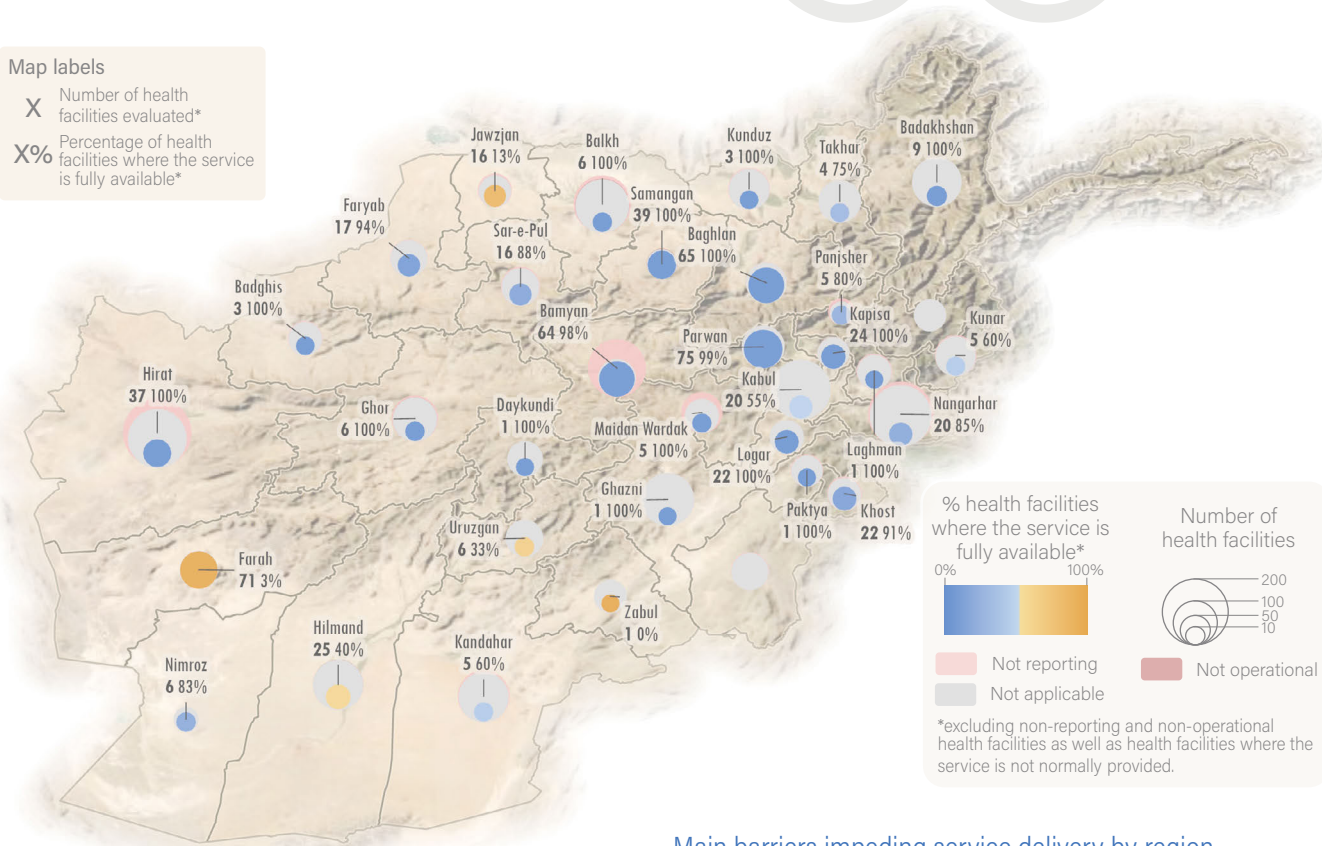 Map labels
X Number of health
facilities evaluated*
X% Percentage of health
facilities where the service
is fully available*
Jawzjan
16 13%
Balkh
6 100%
Kunduz
3 100%
Takhar
4 75%
Badakhshan
9 100%
Faryab
17 94%
Samangan
39 100%
Sar-e-Pul
16 88%
Baghlan
65 100%
Panjsher
5 80%
Badghis
3 100%
Bamyan
64 98%
Parwan
75 99%
Kapisa
24 100%
Kunar
5 60%
Hirat
37 100%
Kabul
20 55%
Ghor
6 100%
Daykundi
1 100%
Maidan Wardak
5 100%
Nangarhar
20 85%
Logar
22 100%
Laghman
1 100%
Ghazni
1 100%
Paktya
1 100%
Khost
22 91%
Uruzgan
6 33%
Farah
71 3%
Zabul
1 0%
Hilmand
25 40%
Kandahar
5 60%
Nimroz
6 83%
% health facilities
where the service is
fully available*
0% 100%
Number of
health facilities
200
100
50
10
Not reporting
Not operational
Not applicable
*excluding non-reporting and non-operational
health facilities as well as health facilities where the
service is not normally provided.
Main barriers impeding service delivery by region